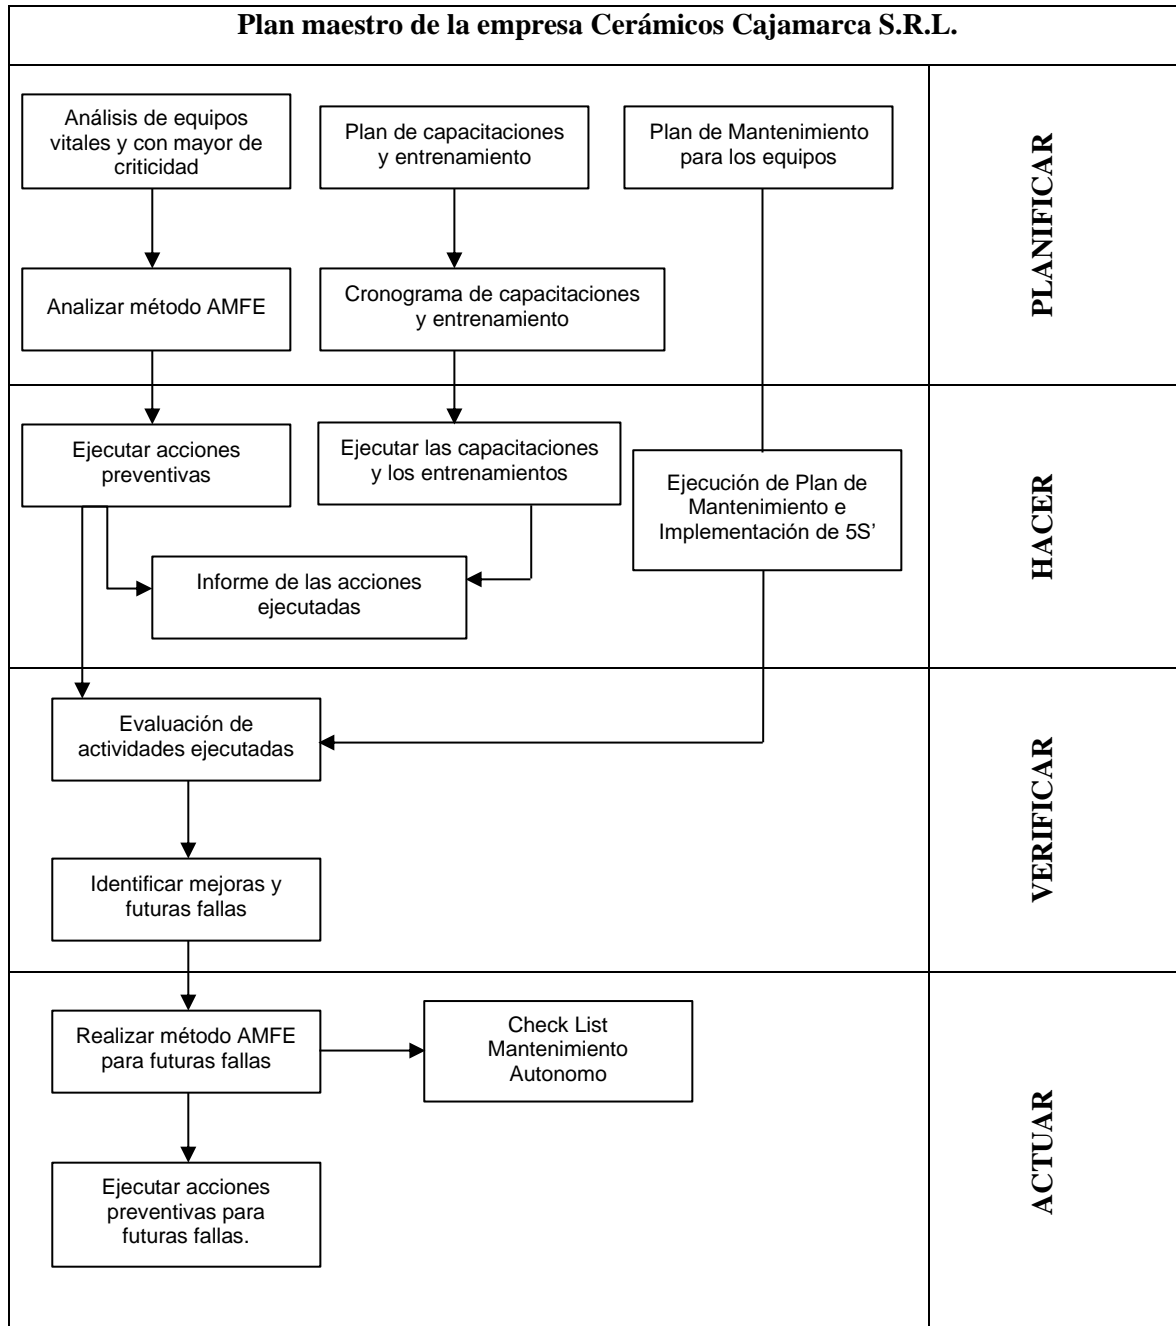 Plan maestro de la empresa Cerámicos Cajamarca S.R.L.
Análisis de equipos
vitales y con mayor de
criticidad
Plan de capacitaciones
y entrenamiento
Plan de Mantenimiento
para los equipos
PLANIFICAR
Analizar método AMFE
Cronograma de capacitaciones
y entrenamiento
Ejecutar acciones
preventivas
Ejecutar las capacitaciones
y los entrenamientos
Ejecución de Plan de
Mantenimiento e
Implementación de 5S’
HACER
Informe de las acciones
ejecutadas
Evaluación de
actividades ejecutadas
VERIFICAR
Identificar mejoras y
futuras fallas
Realizar método AMFE
para futuras fallas
Check List
Mantenimiento
Autonomo
ACTUAR
Ejecutar acciones
preventivas para
futuras fallas.